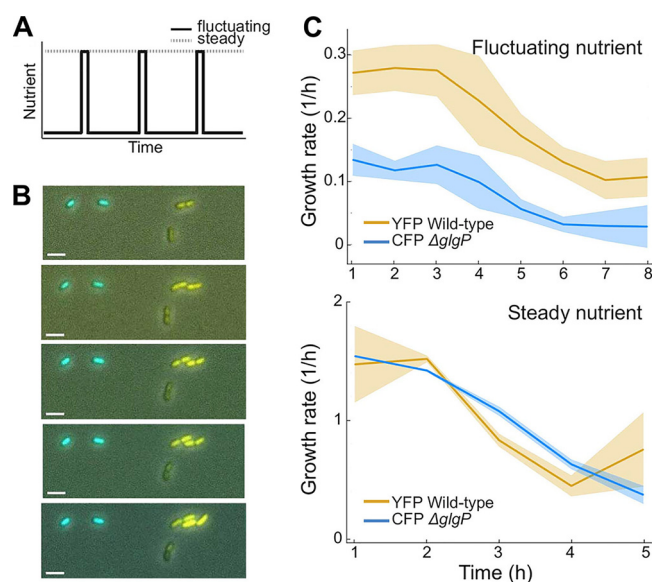 A
fluctuating
steady
Nutrient
Time
B
C
Fluctuating nutrient
Growth rate (1/h)
0.3
0.2
0.1
0
YFP Wild-type
CFP ΔglgP
1 2 3 4 5 6 7 8
Steady nutrient
Growth rate (1/h)
2
1
0
YFP Wild-type
CFP ΔglgP
1 2 3 4 5
Time (h)